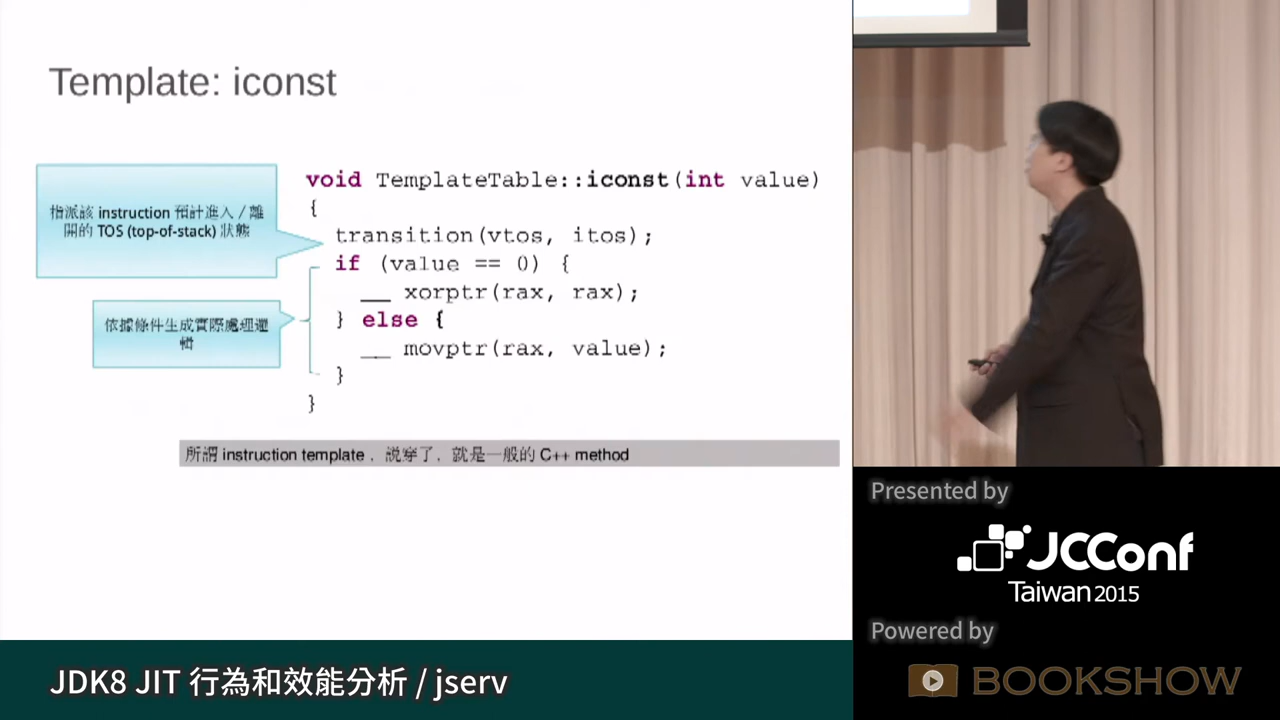 Template: iconst
指派該 instruction 預計進入 / 離
開的 TOS (top-of-stack) 狀態
依據條件生成實際處理邏
輯
void TemplateTable::iconst(int value)
{
transition(vtos, itos);
if (value == 0) {
__ xorptr(rax, rax);
} else {
__ movptr(rax, value);
}
}
所謂 instruction template ，說穿了，就是一般的 C++ method
Presented by
JCConf
Taiwan 2015
Powered by
BOOKSHOW
JDK8 JIT 行為和效能分析 / jserv